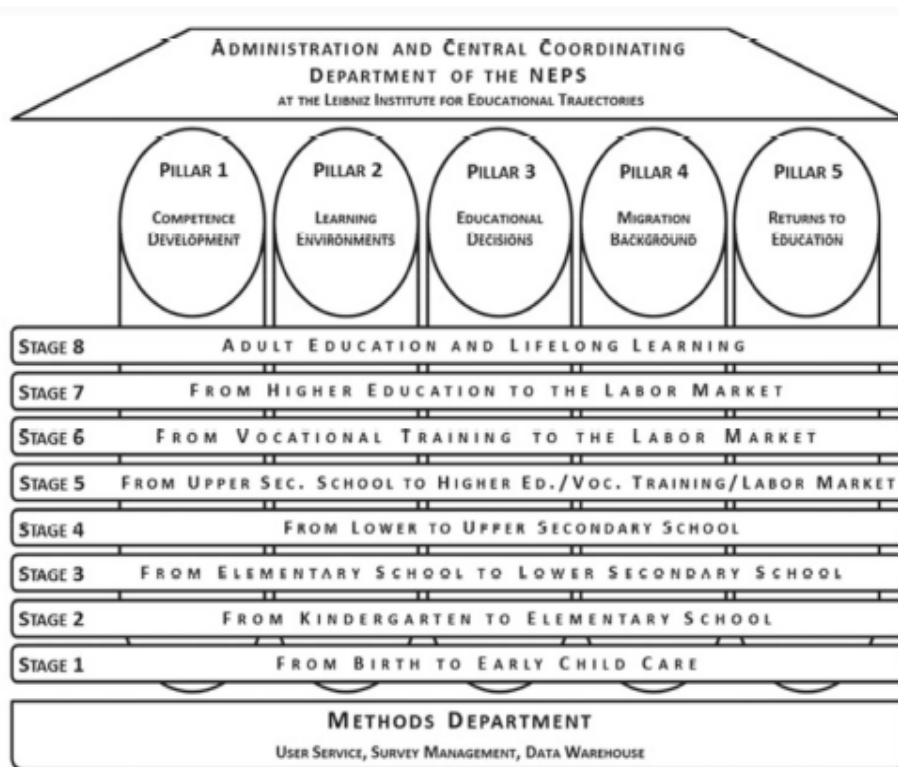 ADMINISTRATION AND CENTRAL COORDINATING
DEPARTMENT OF THE NEPS
AT THE LEIBNIZ INSTITUTE FOR EDUCATIONAL TRAJECTORIES
PILLAR 1
COMPETENCE
DEVELOPMENT
PILLAR 2
LEARNING
ENVIRONMENTS
PILLAR 3
EDUCATIONAL
DECISIONS
PILLAR 4
MIGRATION
BACKGROUND
PILLAR 5
RETURNS TO
EDUCATION
STAGE 8 ADULT EDUCATION AND LIFELONG LEARNING
STAGE 7 FROM HIGHER EDUCATION TO THE LABOR MARKET
STAGE 6 FROM VOCATIONAL TRAINING TO THE LABOR MARKET
STAGE 5 FROM UPPER SEC. SCHOOL TO HIGHER ED./VOC. TRAINING/LABOR MARKET
STAGE 4 FROM LOWER TO UPPER SECONDARY SCHOOL
STAGE 3 FROM ELEMENTARY SCHOOL TO LOWER SECONDARY SCHOOL
STAGE 2 FROM KINDERGARTEN TO ELEMENTARY SCHOOL
STAGE 1 FROM BIRTH TO EARLY CHILD CARE
METHODS DEPARTMENT
USER SERVICE, SURVEY MANAGEMENT, DATA WAREHOUSE